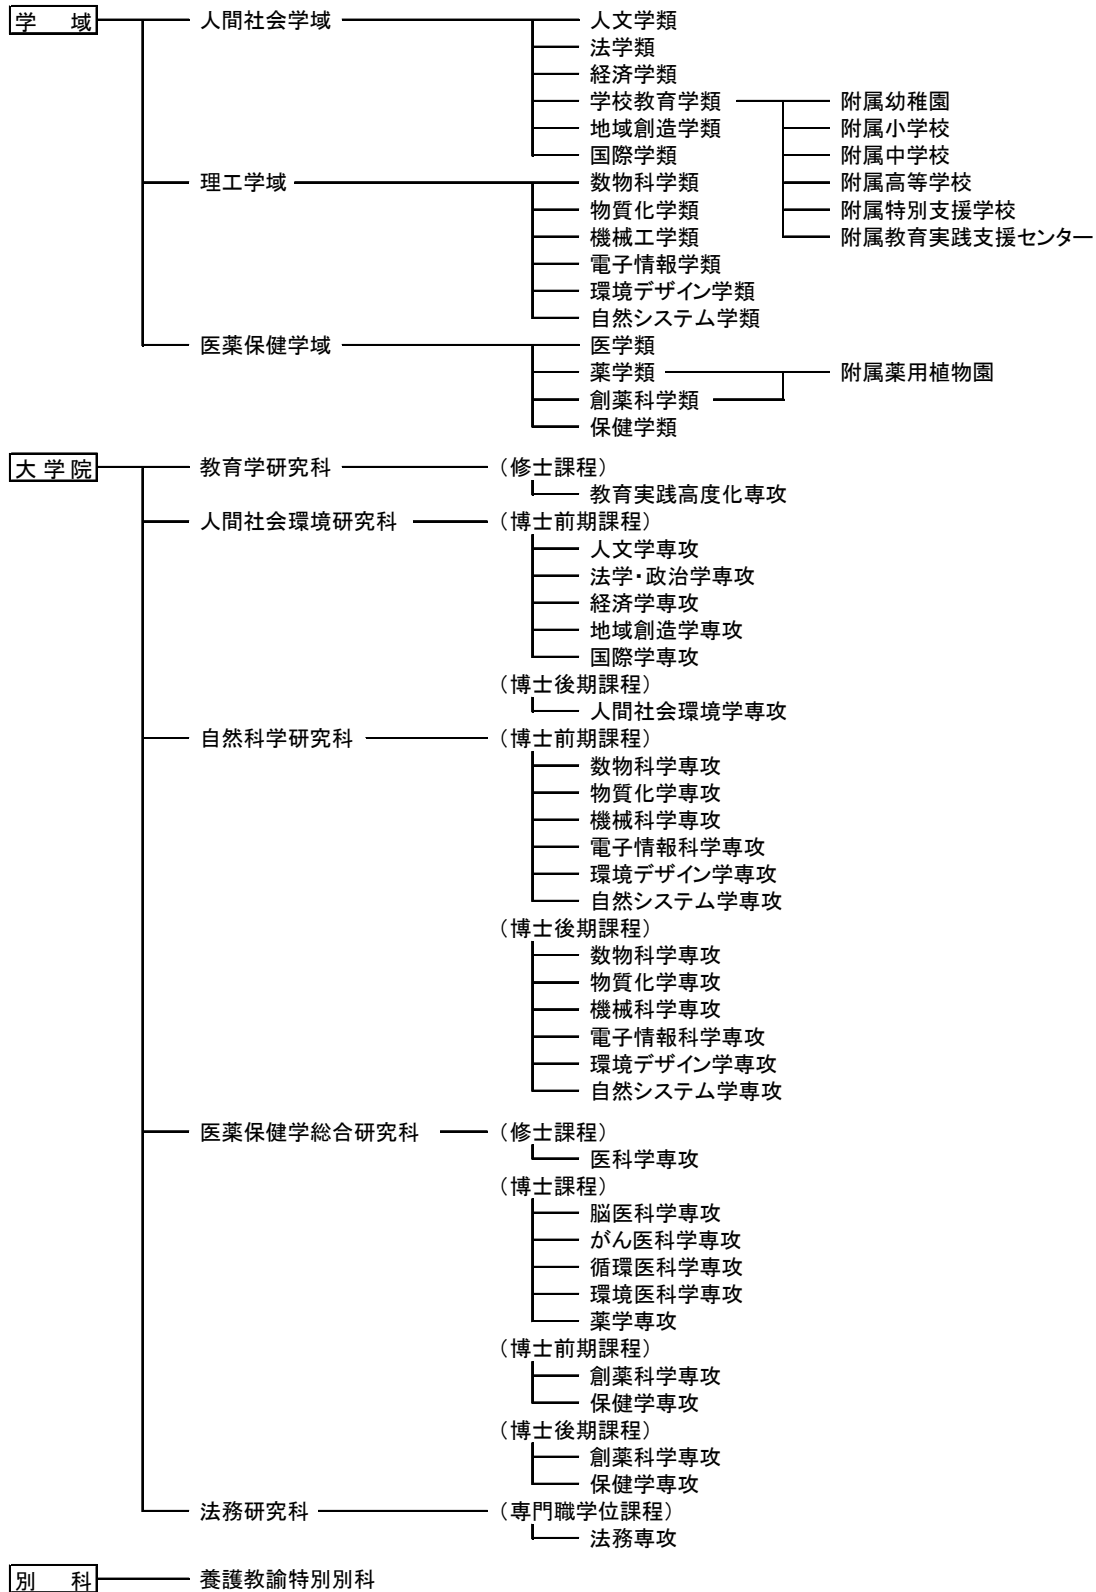 学　域 人間社会学域 人文学類
法学類
経済学類
学校教育学類 附属幼稚園
地域創造学類 附属小学校
国際学類 附属中学校
理工学域 数物科学類 附属高等学校
物質化学類 附属特別支援学校
機械工学類 附属教育実践支援センター
電子情報学類
環境デザイン学類
自然システム学類
医薬保健学域 医学類
薬学類 附属薬用植物園
創薬科学類
保健学類
大学院 教育学研究科 （修士課程）
教育実践高度化専攻
人間社会環境研究科 （博士前期課程）
人文学専攻
法学・政治学専攻
経済学専攻
地域創造学専攻
国際学専攻
（博士後期課程）
人間社会環境学専攻
自然科学研究科 （博士前期課程）
数物科学専攻
物質化学専攻
機械科学専攻
電子情報科学専攻
環境デザイン学専攻
自然システム学専攻
（博士後期課程）
数物科学専攻
物質化学専攻
機械科学専攻
電子情報科学専攻
環境デザイン学専攻
自然システム学専攻
医薬保健学総合研究科 （修士課程）
医科学専攻
（博士課程）
脳医科学専攻
がん医科学専攻
循環医科学専攻
環境医科学専攻
薬学専攻
（博士前期課程）
創薬科学専攻
保健学専攻
（博士後期課程）
創薬科学専攻
保健学専攻
法務研究科 （専門職学位課程）
法務専攻
別　科 養護教諭特別別科